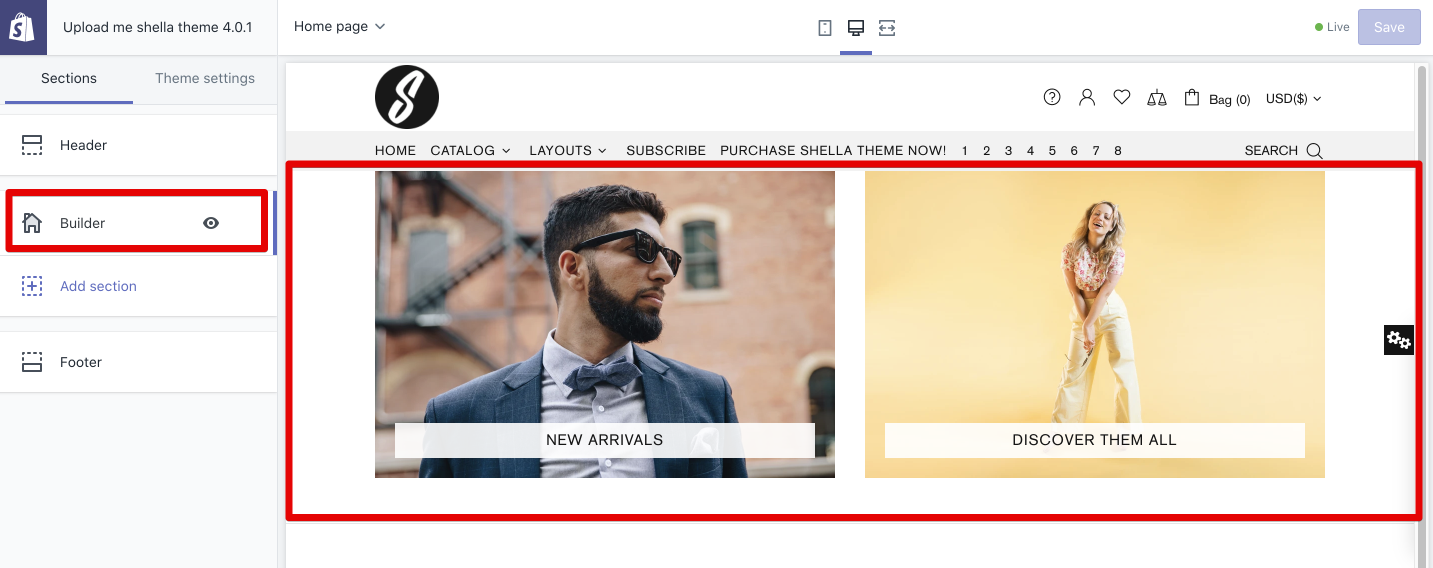 Upload me shella theme 4.0.1
Home page
Live
Save
Sections
Theme settings
Header
Builder
Add section
Footer
Bag (0)
USD($)
HOME CATALOG LAYOUTS SUBSCRIBE PURCHASE SHELLA THEME NOW! 1 2 3 4 5 6 7 8 SEARCH
NEW ARRIVALS
DISCOVER THEM ALL